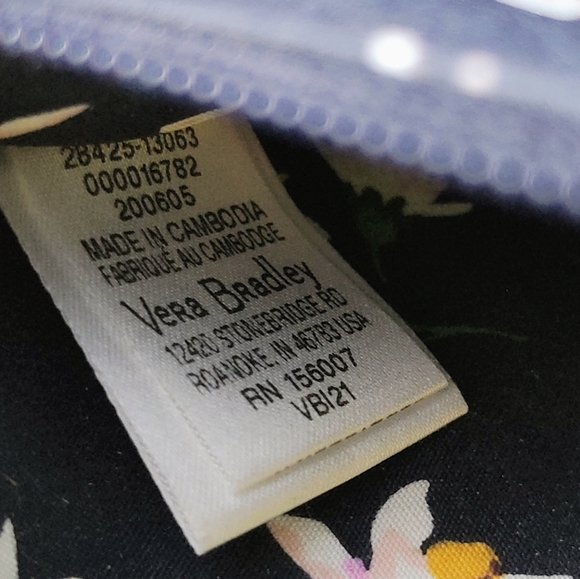 28425-13063
000016782
200605
MADE IN CAMBODIA
FABRIQUÉ AU CAMBODGE
Vera Bradley
12420 STONEBRIDGE RD
ROANOKE, IN 46783 USA
RN 156007
VBI21